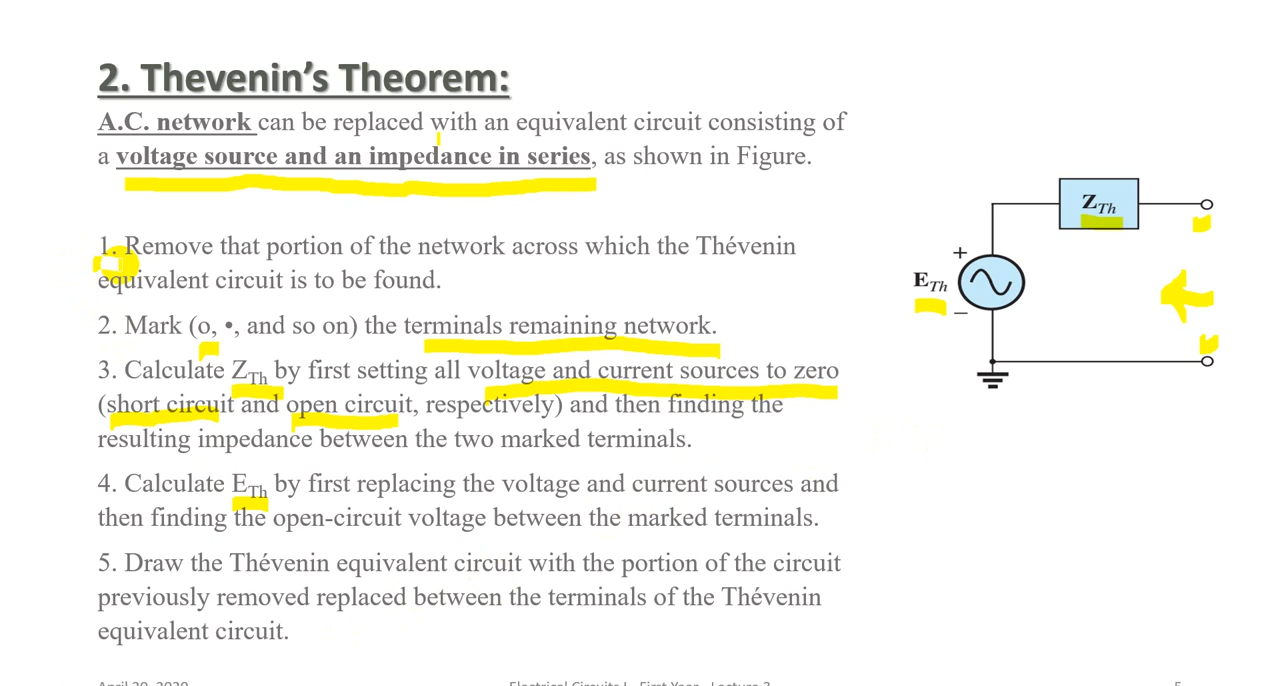 2. Thevenin's Theorem:
A.C. network can be replaced with an equivalent circuit consisting of
a voltage source and an impedance in series, as shown in Figure.
1. Remove that portion of the network across which the Thévenin
equivalent circuit is to be found.
2. Mark (o, •, and so on) the terminals remaining network.
3. Calculate ZTh by first setting all voltage and current sources to zero
(short circuit and open circuit, respectively) and then finding the
resulting impedance between the two marked terminals.
4. Calculate ETh by first replacing the voltage and current sources and
then finding the open-circuit voltage between the marked terminals.
5. Draw the Thévenin equivalent circuit with the portion of the circuit
previously removed replaced between the terminals of the Thévenin
equivalent circuit.
ZTh
+
ETh
−